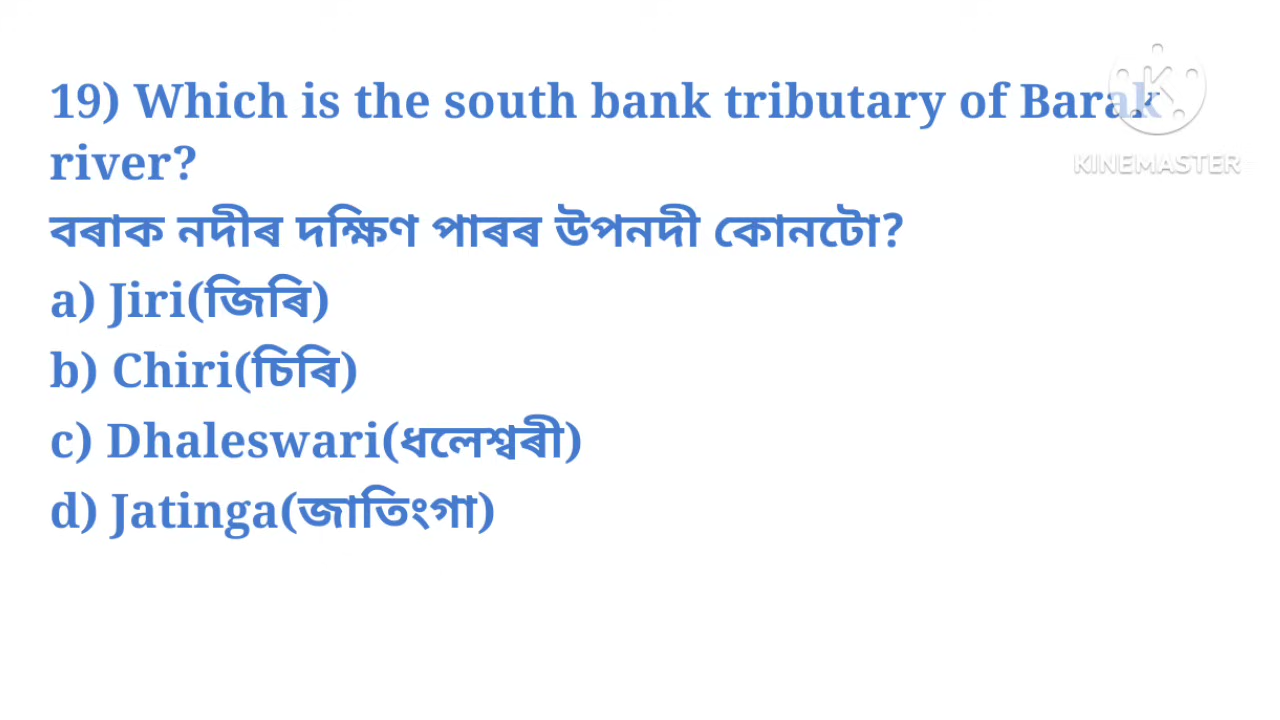 19) Which is the south bank tributary of Barak
river?
বৰাক নদীৰ দক্ষিণ পাৰৰ উপনদী কোনটো?
a) Jiri(জিৰি)
b) Chiri(চিৰি)
c) Dhaleswari(ধলেশ্বৰী)
d) Jatinga(জাতিংগা)
K
KINEMASTER